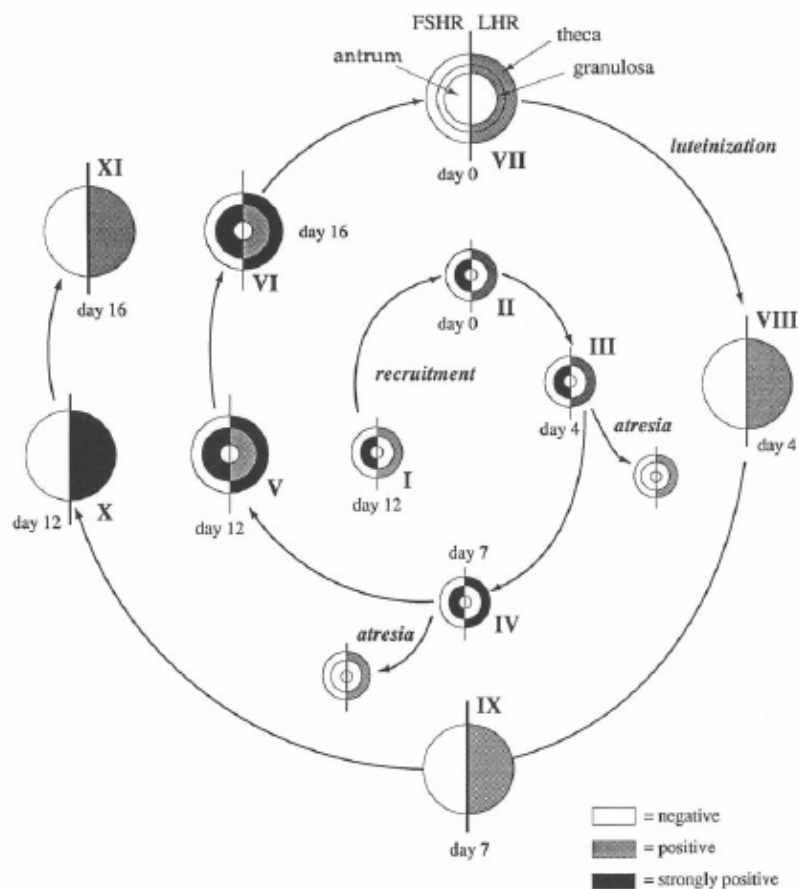 FSHR LHR
theca
antrum
granulosa
VII
day 0
luteinization
XI
day 16
day 16
VI
II
day 0
VIII
III
recruitment
day 4
atresia
day 4
I
day 12
V
day 12
X
day 12
day 7
IV
atresia
IX
day 7
= negative
= positive
= strongly positive